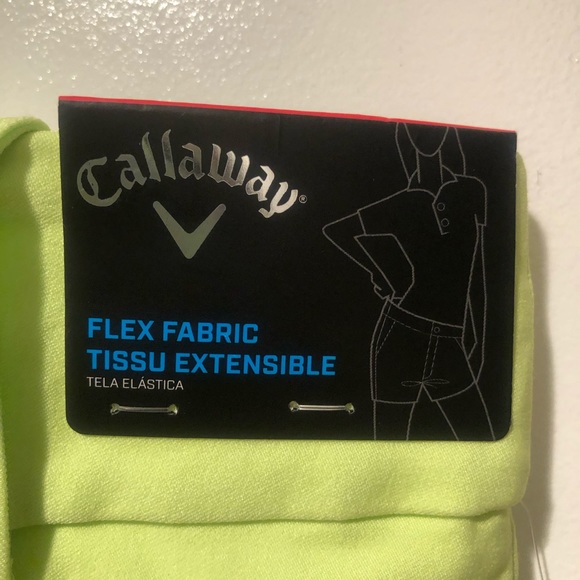 Callaway®
FLEX FABRIC
TISSU EXTENSIBLE
TELA ELÁSTICA